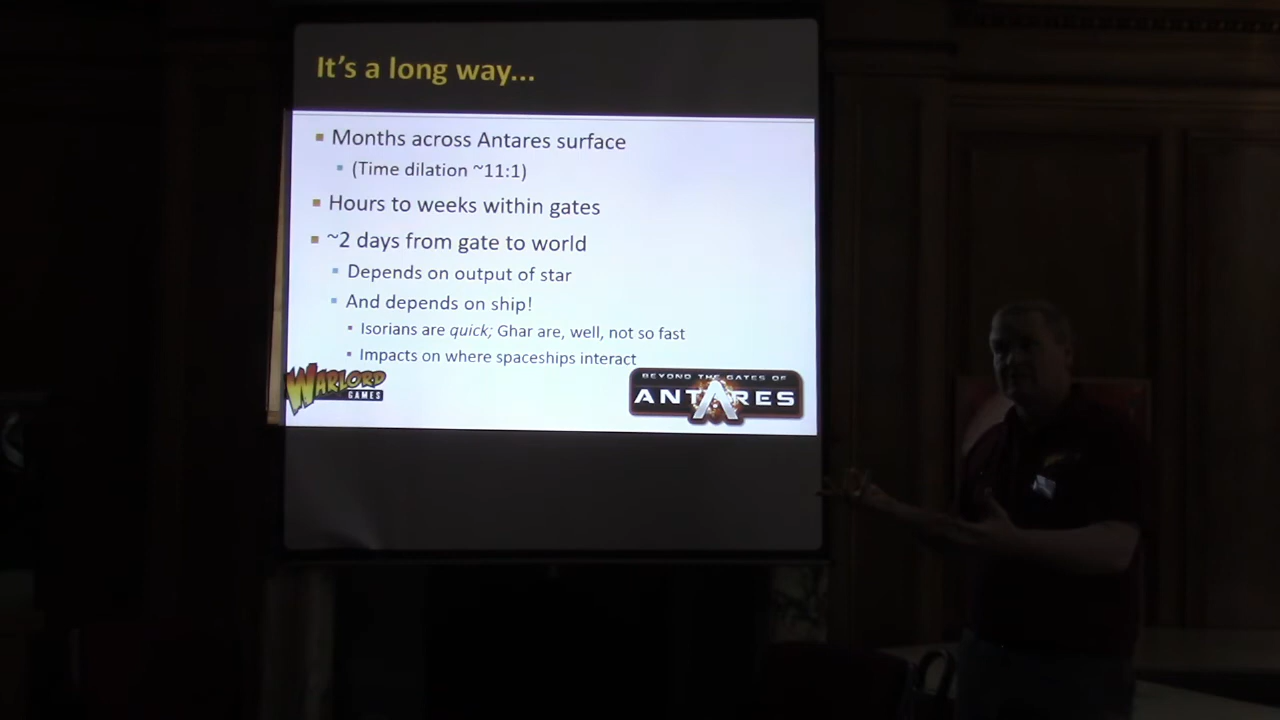 It's a long way...
Months across Antares surface
(Time dilation ~11:1)
Hours to weeks within gates
~2 days from gate to world
Depends on output of star
And depends on ship!
Isorians are quick; Ghar are, well, not so fast
Impacts on where spaceships interact
WARLORD
GAMES
BEYOND THE GATES OF
ANTARES